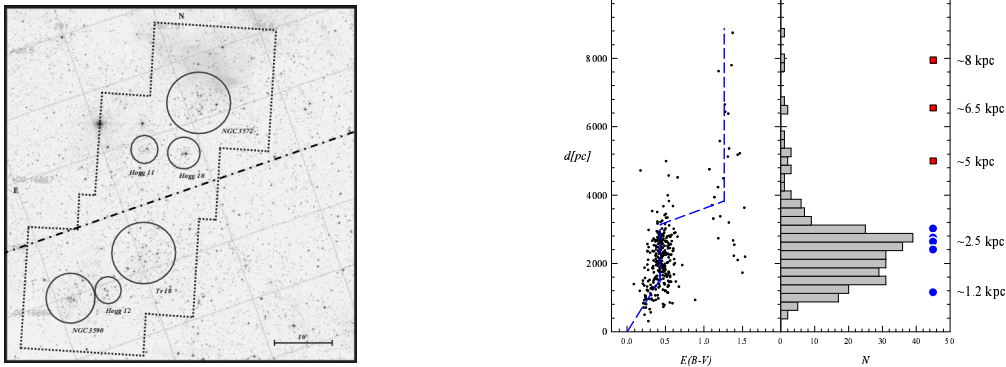 N
NGC 3572
Hogg 11
Hogg 10
E
Tr 18
Hogg 12
NGC 3590
10'
8 000
6000
4000
2000
0
d[pc]
0.0
0.5
1.0
1.5
E(B-V)
0
10
20
30
40
50
N
~8 kpc
~6.5 kpc
~5 kpc
~2.5 kpc
~1.2 kpc